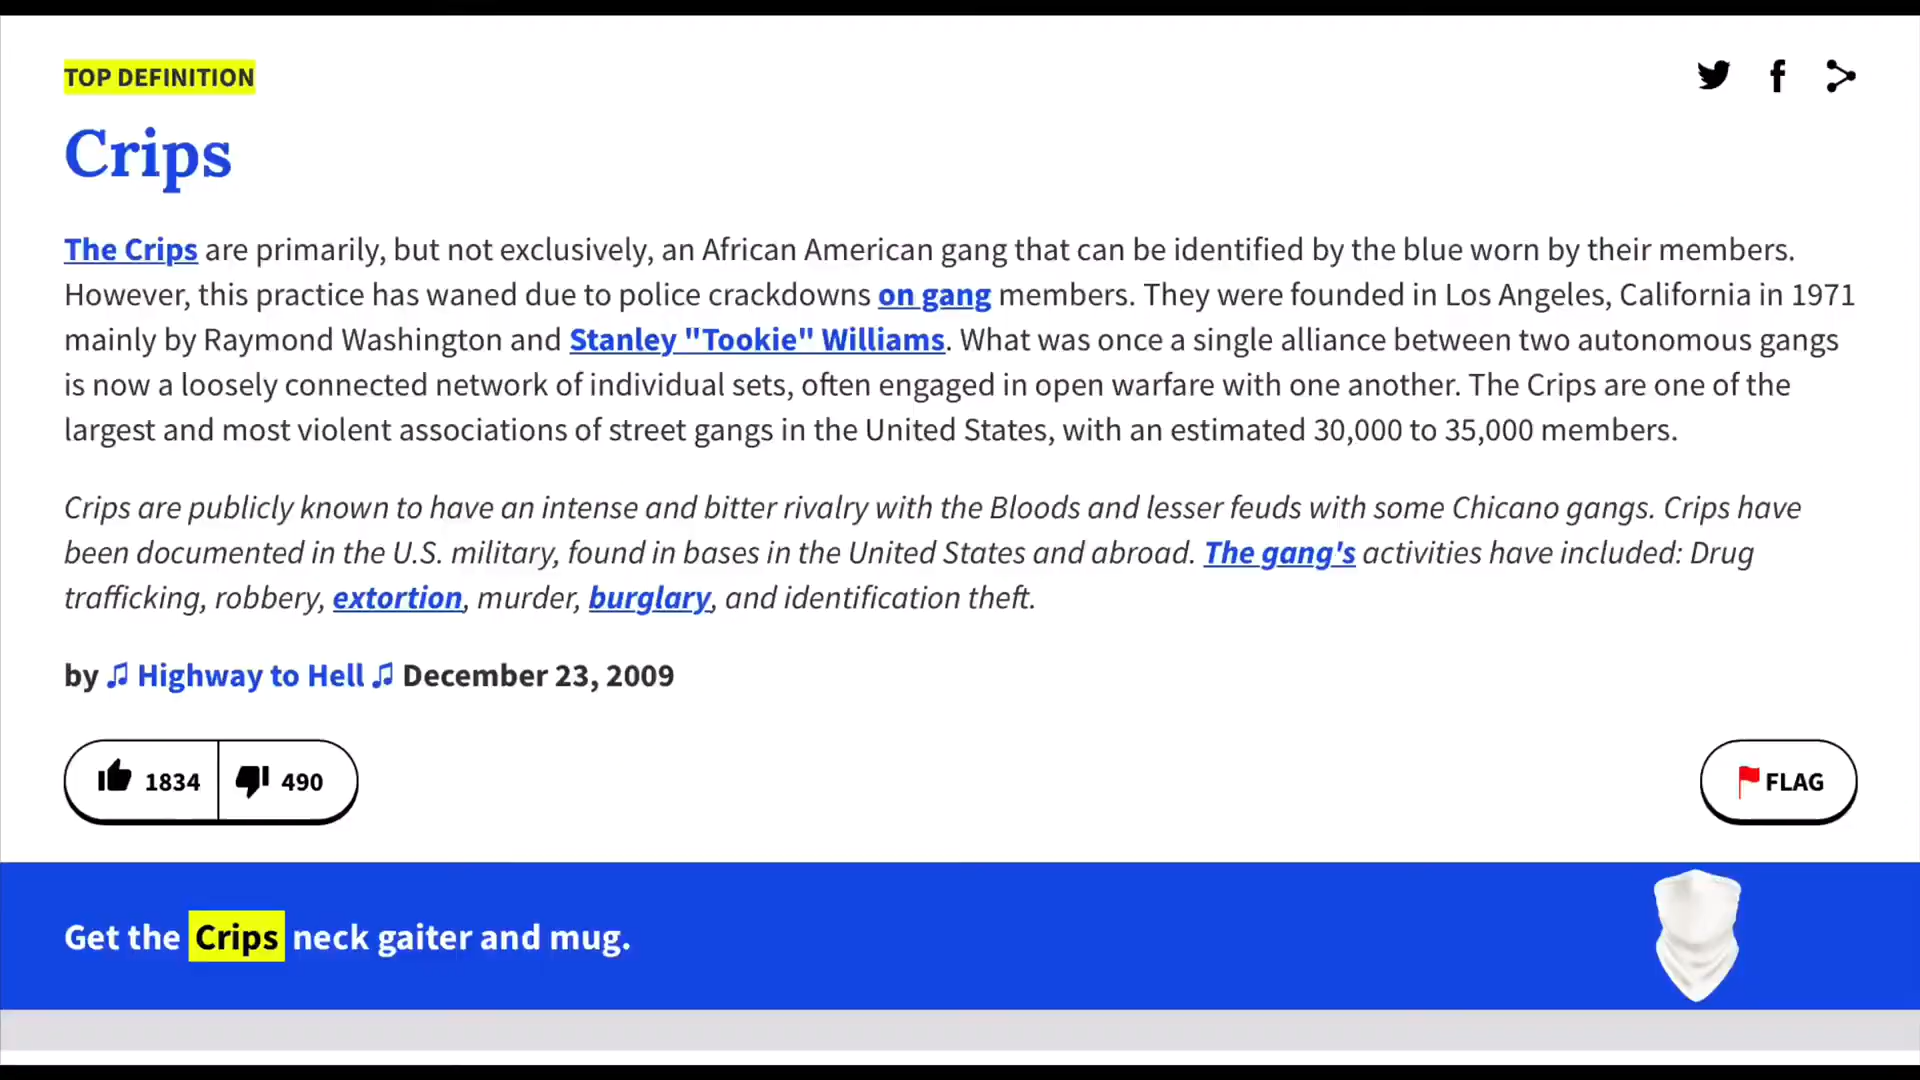 TOP DEFINITION
Crips
The Crips are primarily, but not exclusively, an African American gang that can be identified by the blue worn by their members.
However, this practice has waned due to police crackdowns on gang members. They were founded in Los Angeles, California in 1971
mainly by Raymond Washington and Stanley "Tookie" Williams. What was once a single alliance between two autonomous gangs
is now a loosely connected network of individual sets, often engaged in open warfare with one another. The Crips are one of the
largest and most violent associations of street gangs in the United States, with an estimated 30,000 to 35,000 members.
Crips are publicly known to have an intense and bitter rivalry with the Bloods and lesser feuds with some Chicano gangs. Crips have
been documented in the U.S. military, found in bases in the United States and abroad. The gang's activities have included: Drug
trafficking, robbery, extortion, murder, burglary, and identification theft.
by ♫ Highway to Hell ♫ December 23, 2009
1834 490
FLAG
Get the Crips neck gaiter and mug.